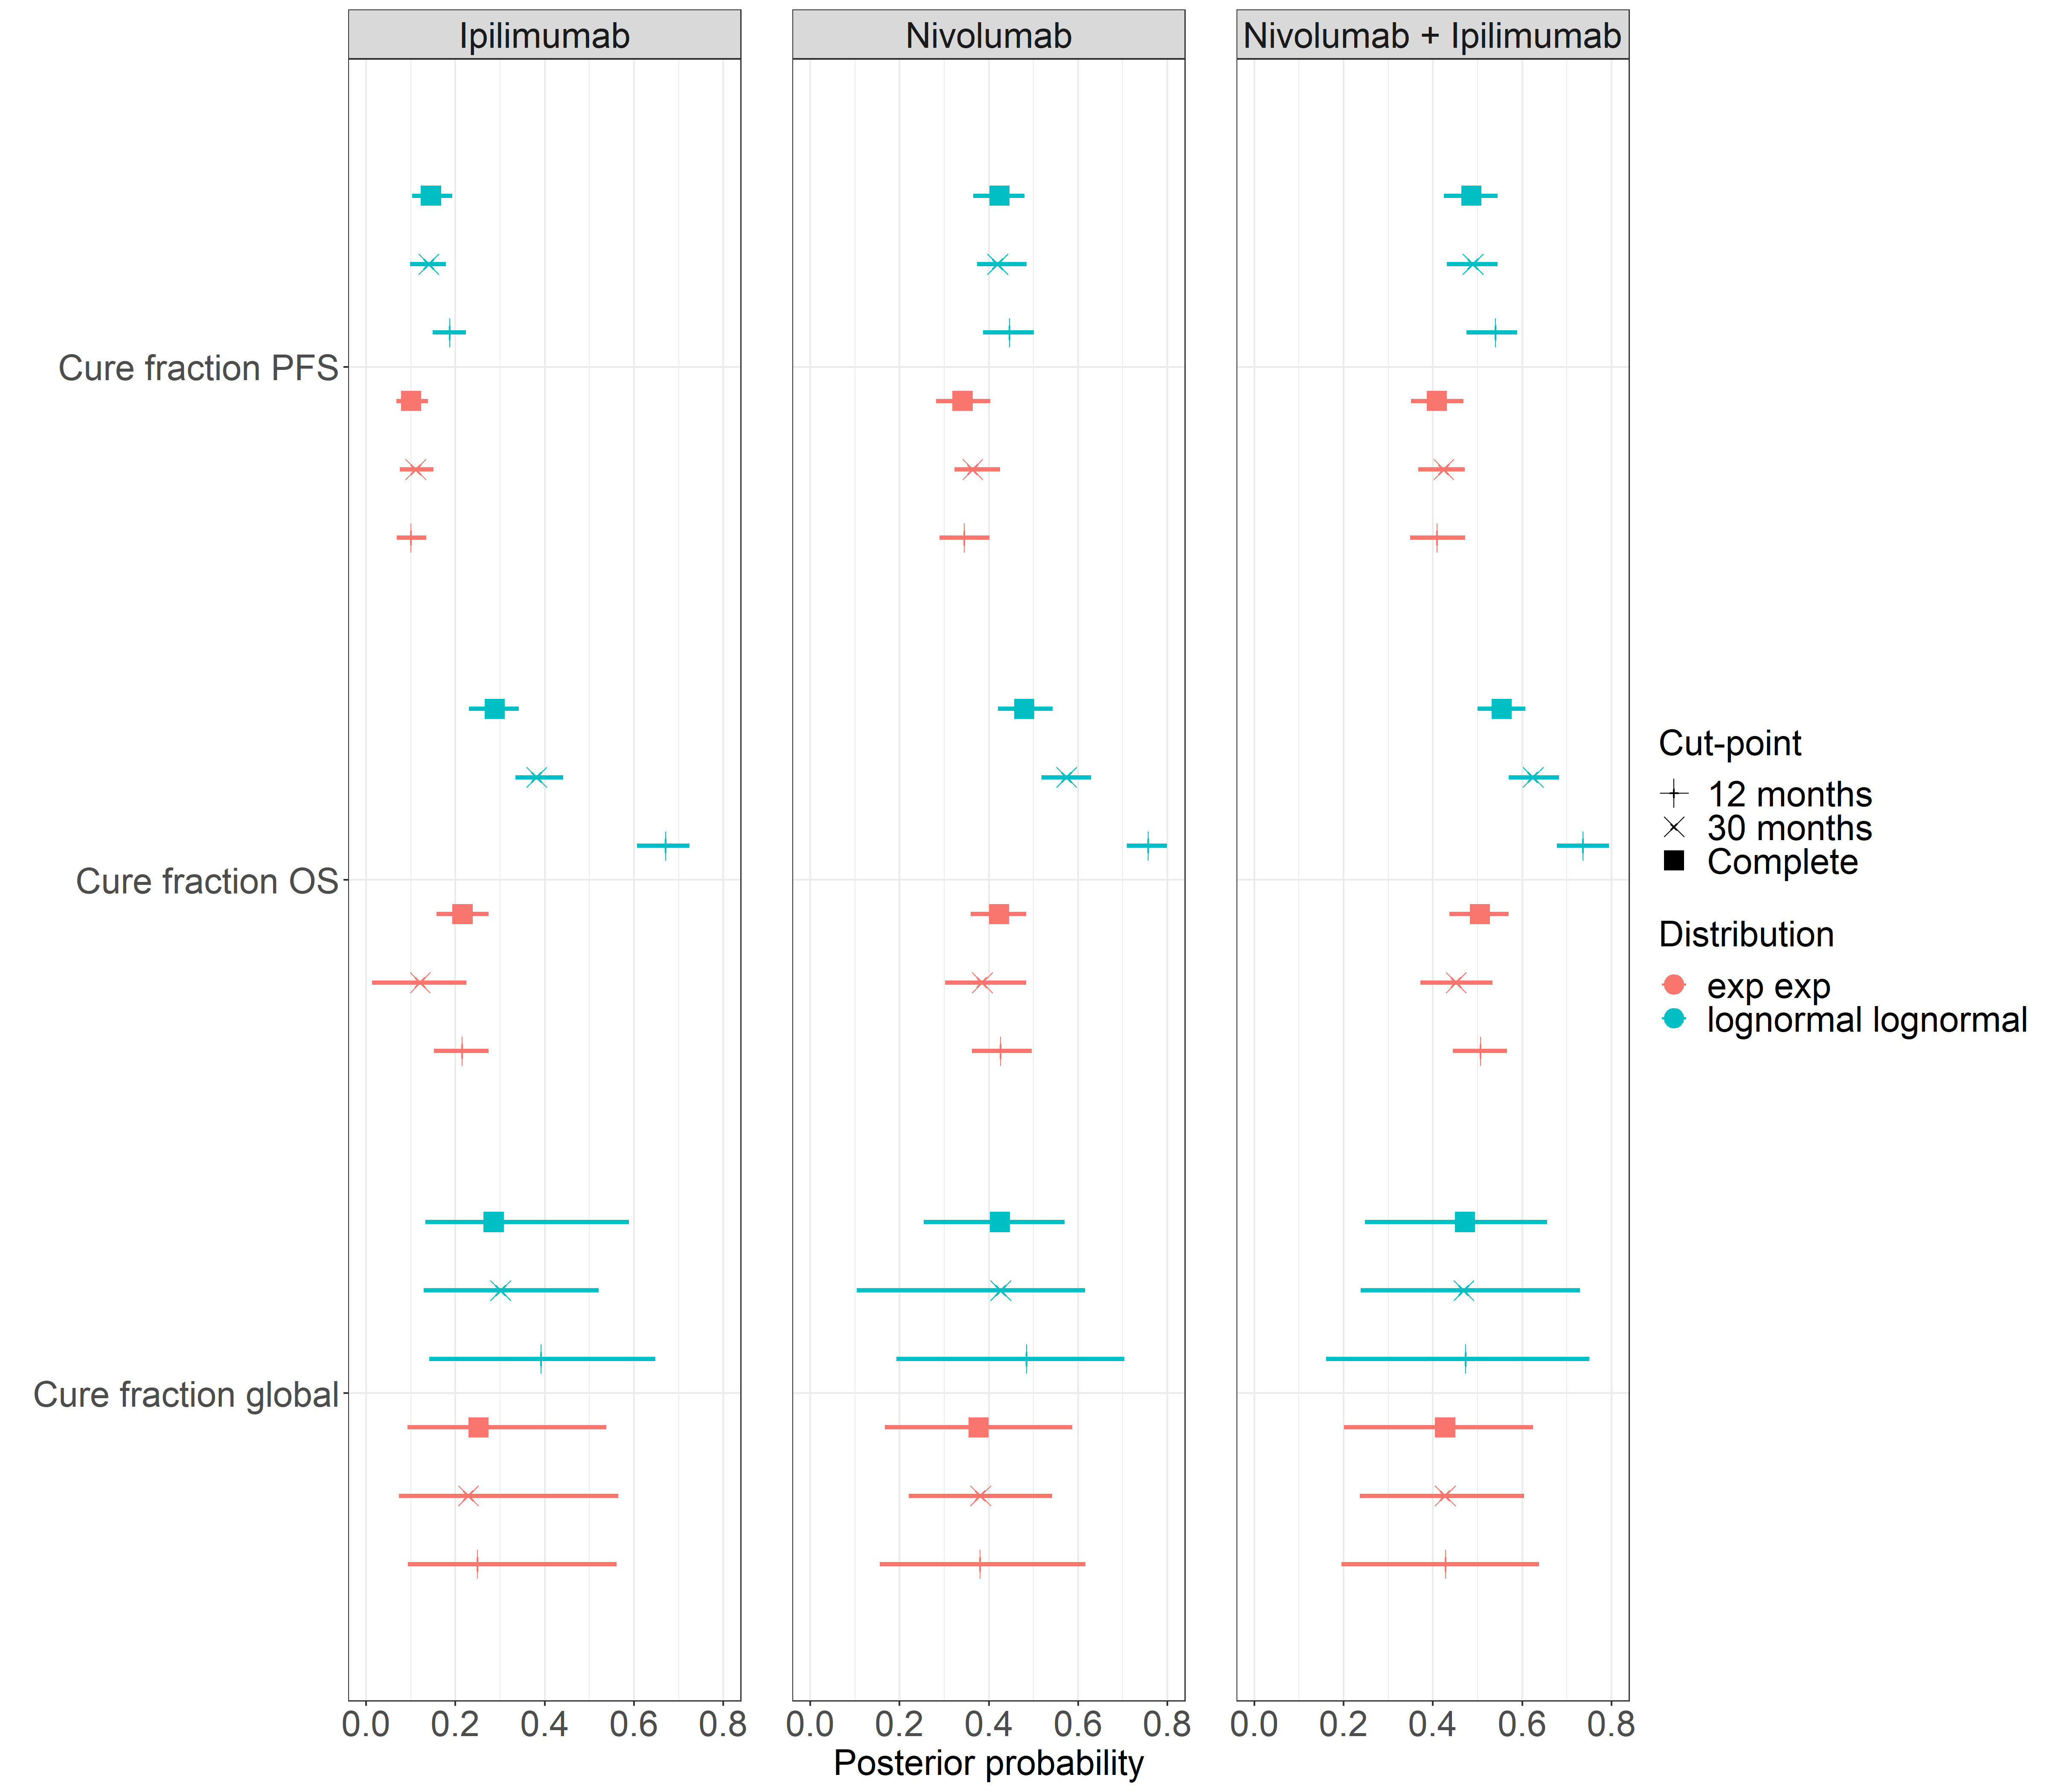 Ipilimumab
Nivolumab
Nivolumab + Ipilimumab
Cure fraction PFS
Cure fraction OS
Cure fraction global
0.0 0.2 0.4 0.6 0.8
0.0 0.2 0.4 0.6 0.8
0.0 0.2 0.4 0.6 0.8
Posterior probability
Cut-point
12 months
30 months
Complete
Distribution
exp exp
lognormal lognormal